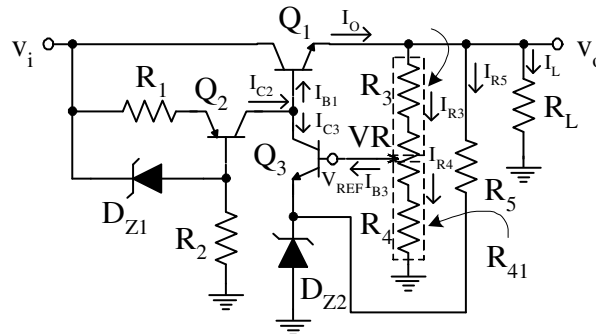 Q1
IO
vi
vo
R1
Q2
IC2
IB1
IC3
R3
IR3
IR5
IL
RL
Q3
VR
VREF
IB3
IR4
R5
DZ1
R2
R4
R41
DZ2